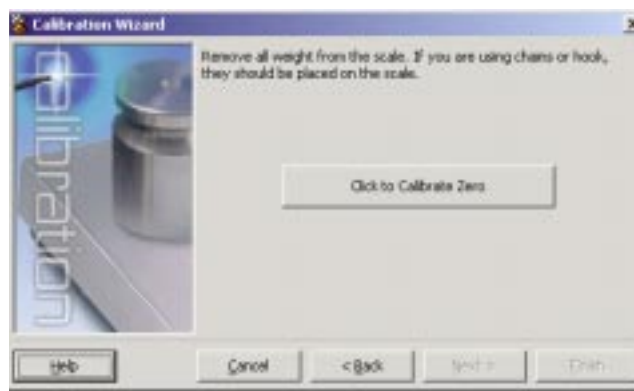 Calibration Wizard
Remove all weight from the scale. If you are using chains or hook,
they should be placed on the scale.
Calibration
Click to Calibrate Zero
Help
Cancel
< Back
Next >
Finish